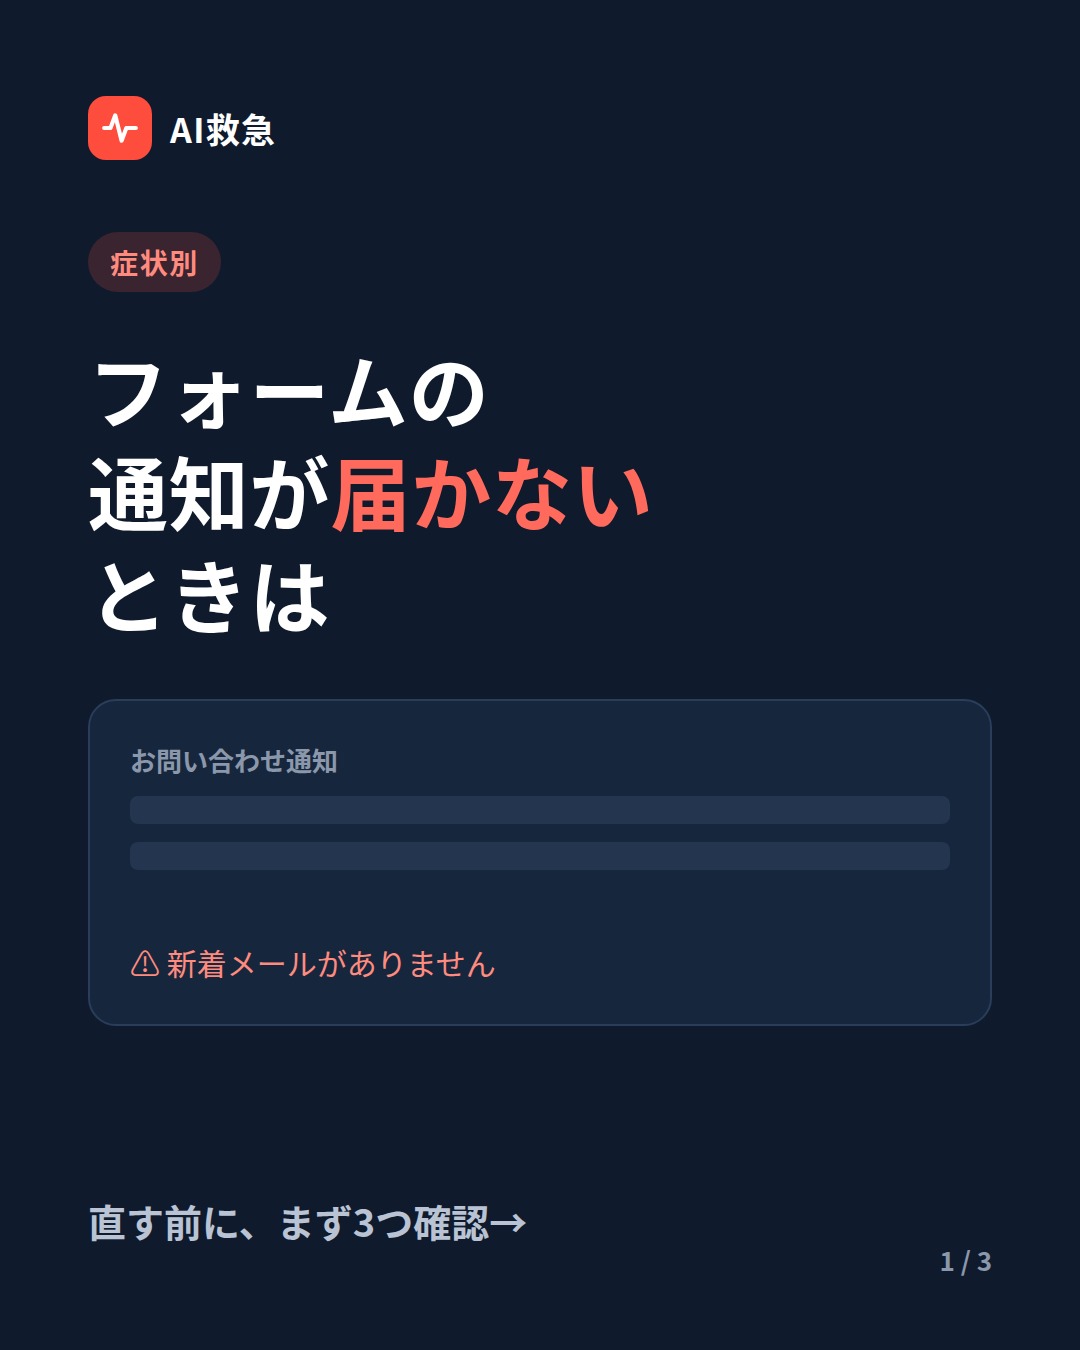 AI救急
症状別
フォームの
通知が届かない
ときは
お問い合わせ通知
⚠ 新着メールがありません
直す前に、まず3つ確認→
1 / 3